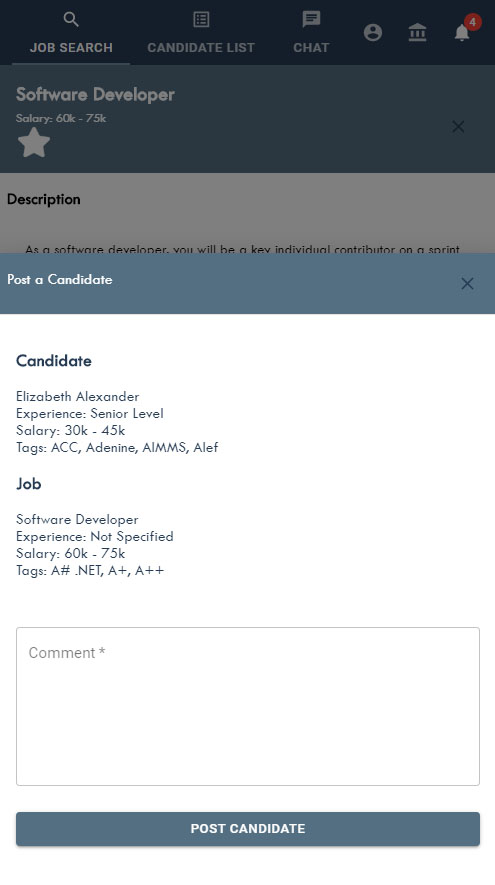 JOB SEARCH
CANDIDATE LIST
CHAT
4
Software Developer
Salary: 60k - 75k
Description
As a software developer, you will be a key individual contributor on a sprint
Post a Candidate
Candidate
Elizabeth Alexander
Experience: Senior Level
Salary: 30k - 45k
Tags: ACC, Adenine, AIMMS, Alef
Job
Software Developer
Experience: Not Specified
Salary: 60k - 75k
Tags: A# .NET, A+, A++
Comment *
POST CANDIDATE